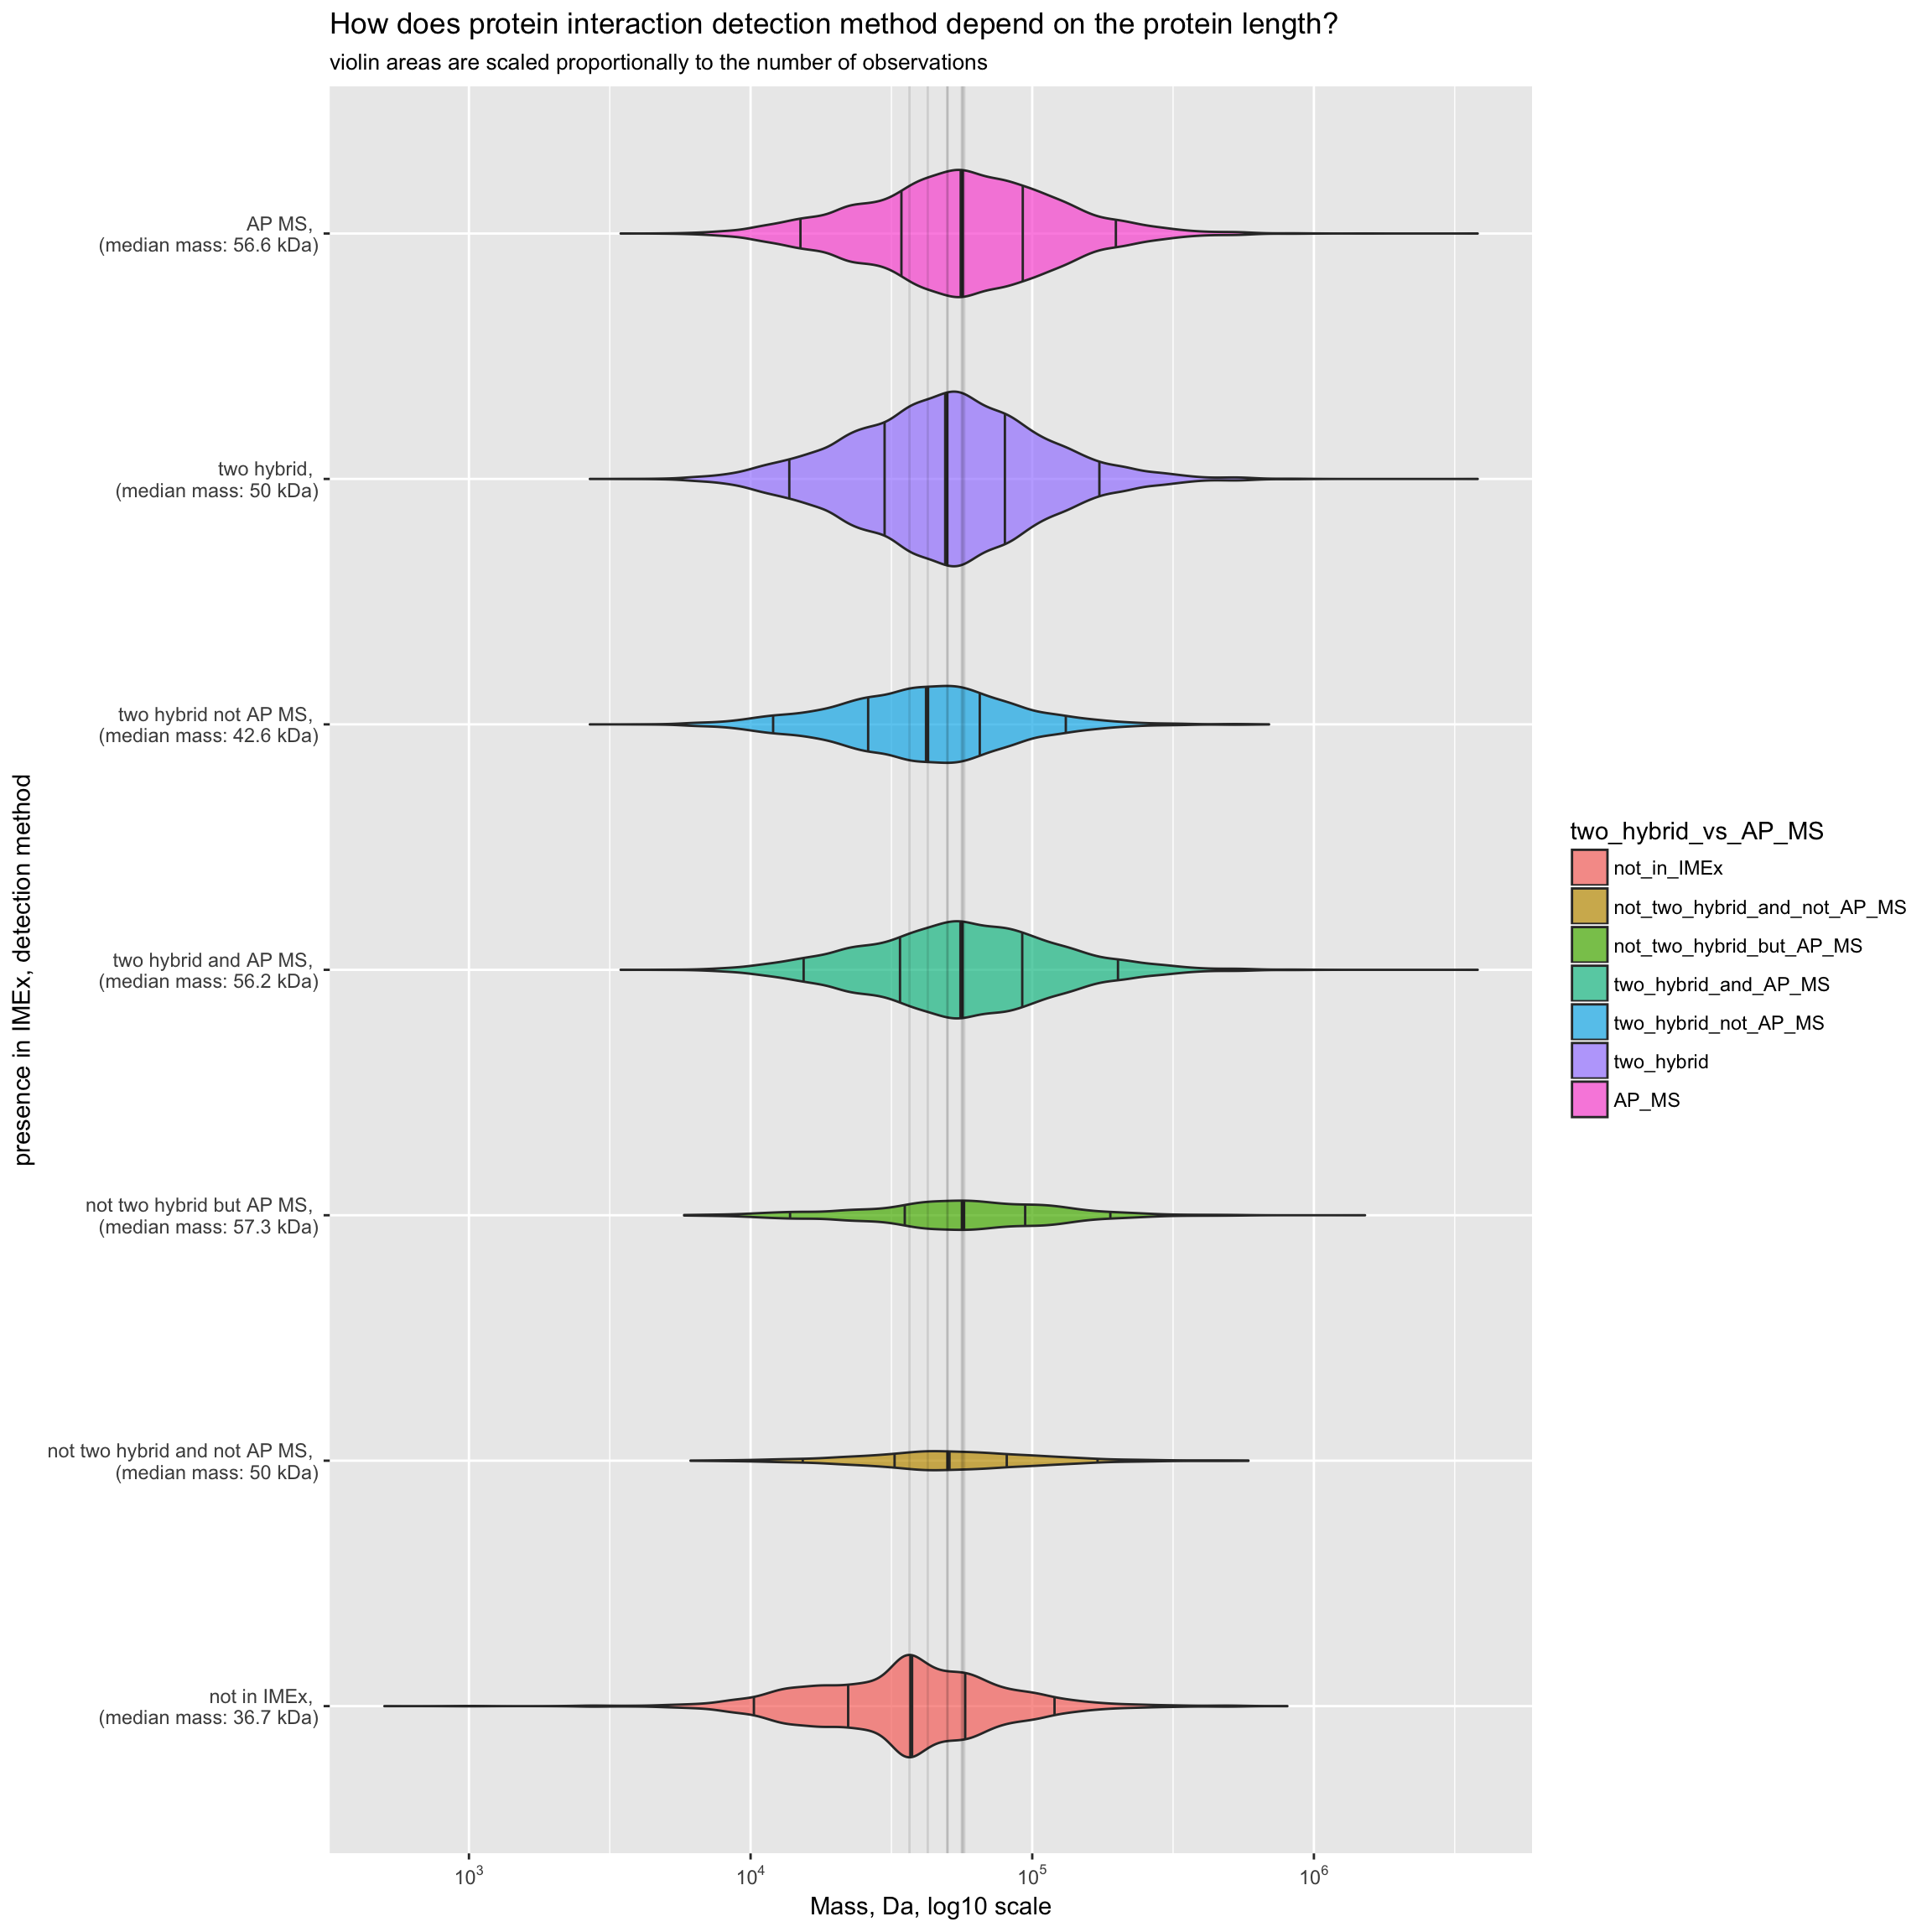 How does protein interaction detection method depend on the protein length?
violin areas are scaled proportionally to the number of observations
presence in IMEx, detection method
AP MS,
(median mass: 56.6 kDa)
two hybrid,
(median mass: 50 kDa)
two hybrid not AP MS,
(median mass: 42.6 kDa)
two hybrid and AP MS,
(median mass: 56.2 kDa)
not two hybrid but AP MS,
(median mass: 57.3 kDa)
not two hybrid and not AP MS,
(median mass: 50 kDa)
not in IMEx,
(median mass: 36.7 kDa)
10³ 10⁴ 10⁵ 10⁶
Mass, Da, log10 scale
two_hybrid_vs_AP_MS
not_in_IMEx
not_two_hybrid_and_not_AP_MS
not_two_hybrid_but_AP_MS
two_hybrid_and_AP_MS
two_hybrid_not_AP_MS
two_hybrid
AP_MS